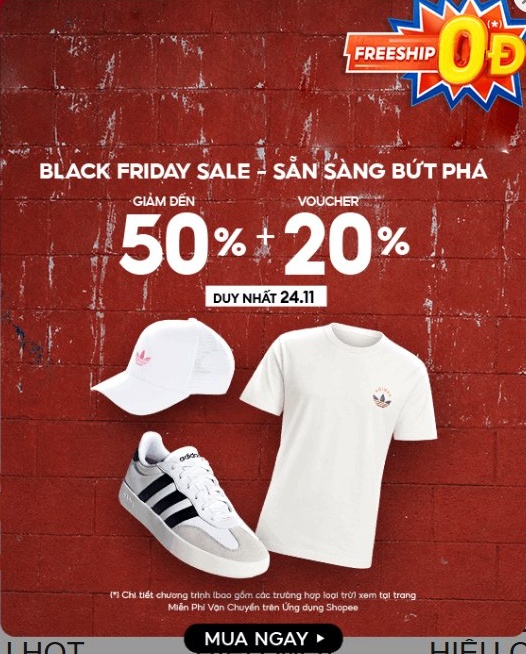 FREESHIP 0Đ(*)
BLACK FRIDAY SALE - SẴN SÀNG BỨT PHÁ
GIẢM ĐẾN
50%
+
VOUCHER
20%
DUY NHẤT 24.11
adidas
(*) Chi tiết chương trình (bao gồm các trường hợp loại trừ) xem tại trang
Miễn Phí Vận Chuyển trên Ứng dụng Shopee
MUA NGAY
HOT
HIỆU